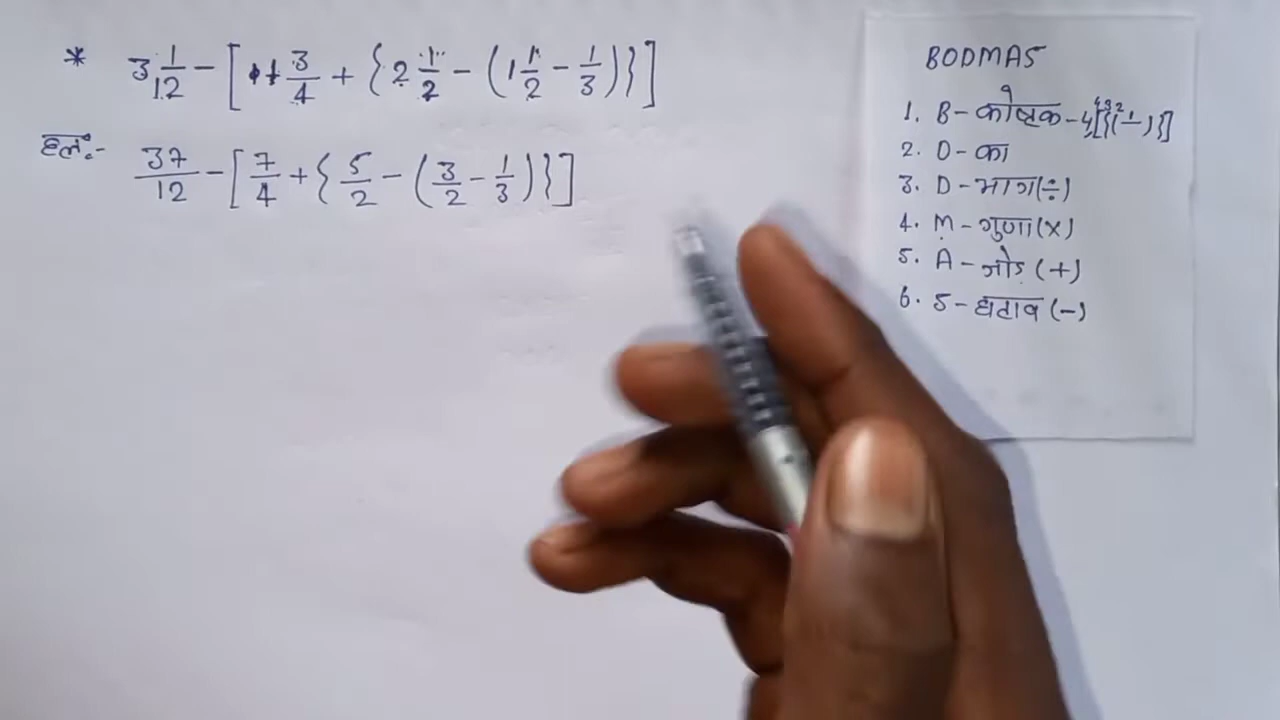 * 3 1/12 - [1 3/4 + {2 1/2 - (1 1/2 - 1/3)}]
हल:- 37/12 - [7/4 + {5/2 - (3/2 - 1/3)}]
BODMAS
1. B - कोष्ठक -
2. O - का
3. D - भाग (÷)
4. M - गुणा (×)
5. A - जोड (+)
6. S - घटाव (-)